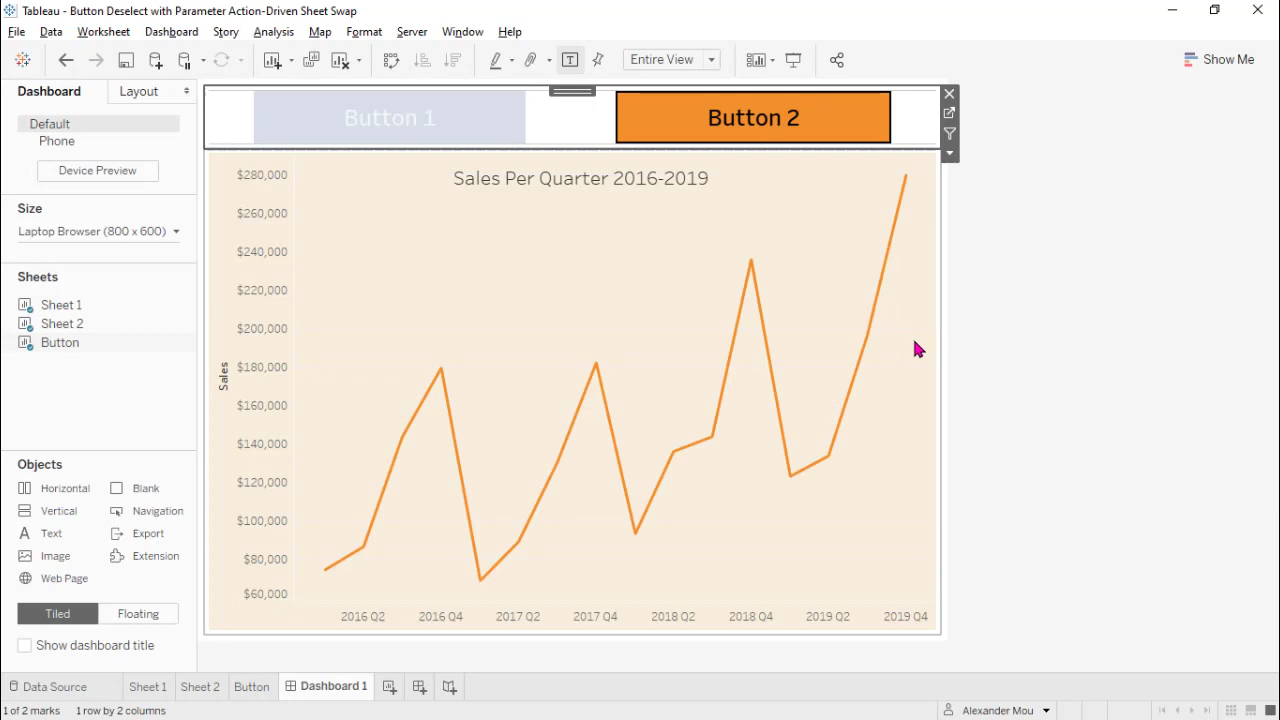 Tableau - Button Deselect with Parameter Action-Driven Sheet Swap
File Data Worksheet Dashboard Story Analysis Map Format Server Window Help
Entire View
Show Me
Dashboard Layout
Default
Phone
Device Preview
Size
Laptop Browser (800 x 600)
Sheets
Sheet 1
Sheet 2
Button
Objects
Horizontal Blank
Vertical Navigation
A Text Export
Image Extension
Web Page
Tiled Floating
Show dashboard title
Button 1 Button 2
Sales Per Quarter 2016-2019
$280,000
$260,000
$240,000
$220,000
$200,000
$180,000
$160,000
$140,000
$120,000
$100,000
$80,000
$60,000
Sales
2016 Q2 2016 Q4 2017 Q2 2017 Q4 2018 Q2 2018 Q4 2019 Q2 2019 Q4
Data Source Sheet 1 Sheet 2 Button Dashboard 1
1 of 2 marks 1 row by 2 columns
Alexander Mou